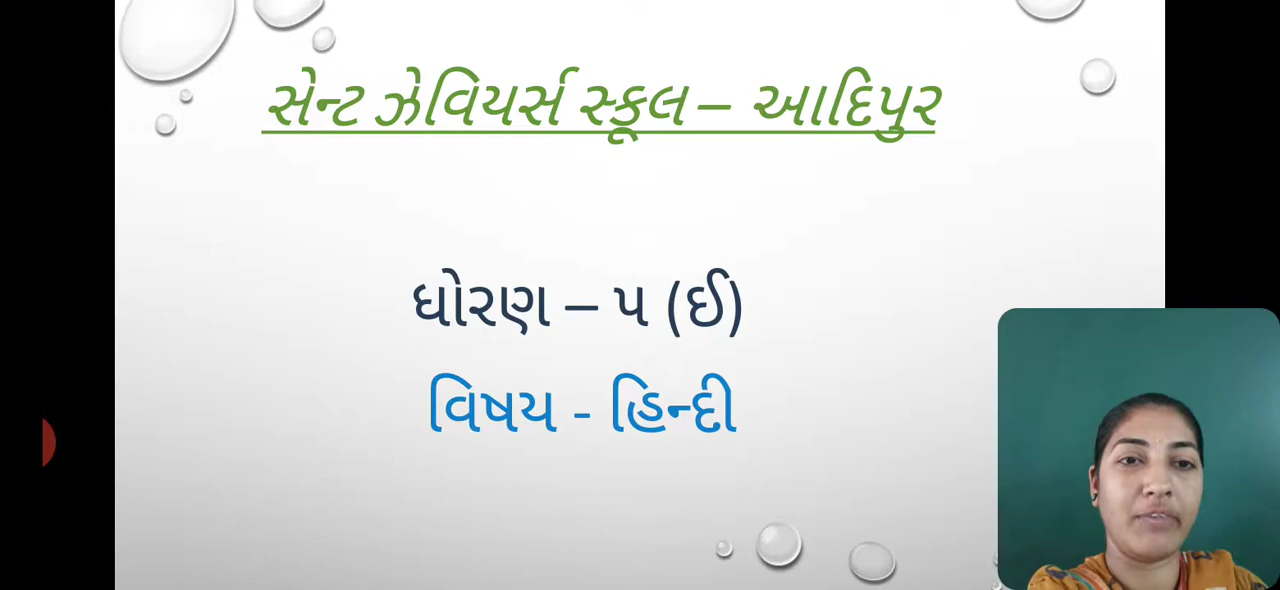 સેન્ટ ઝેવિયર્સ સ્કૂલ – આદિપુર
ધોરણ – ૫ (ઈ)
વિષય - હિન્દી